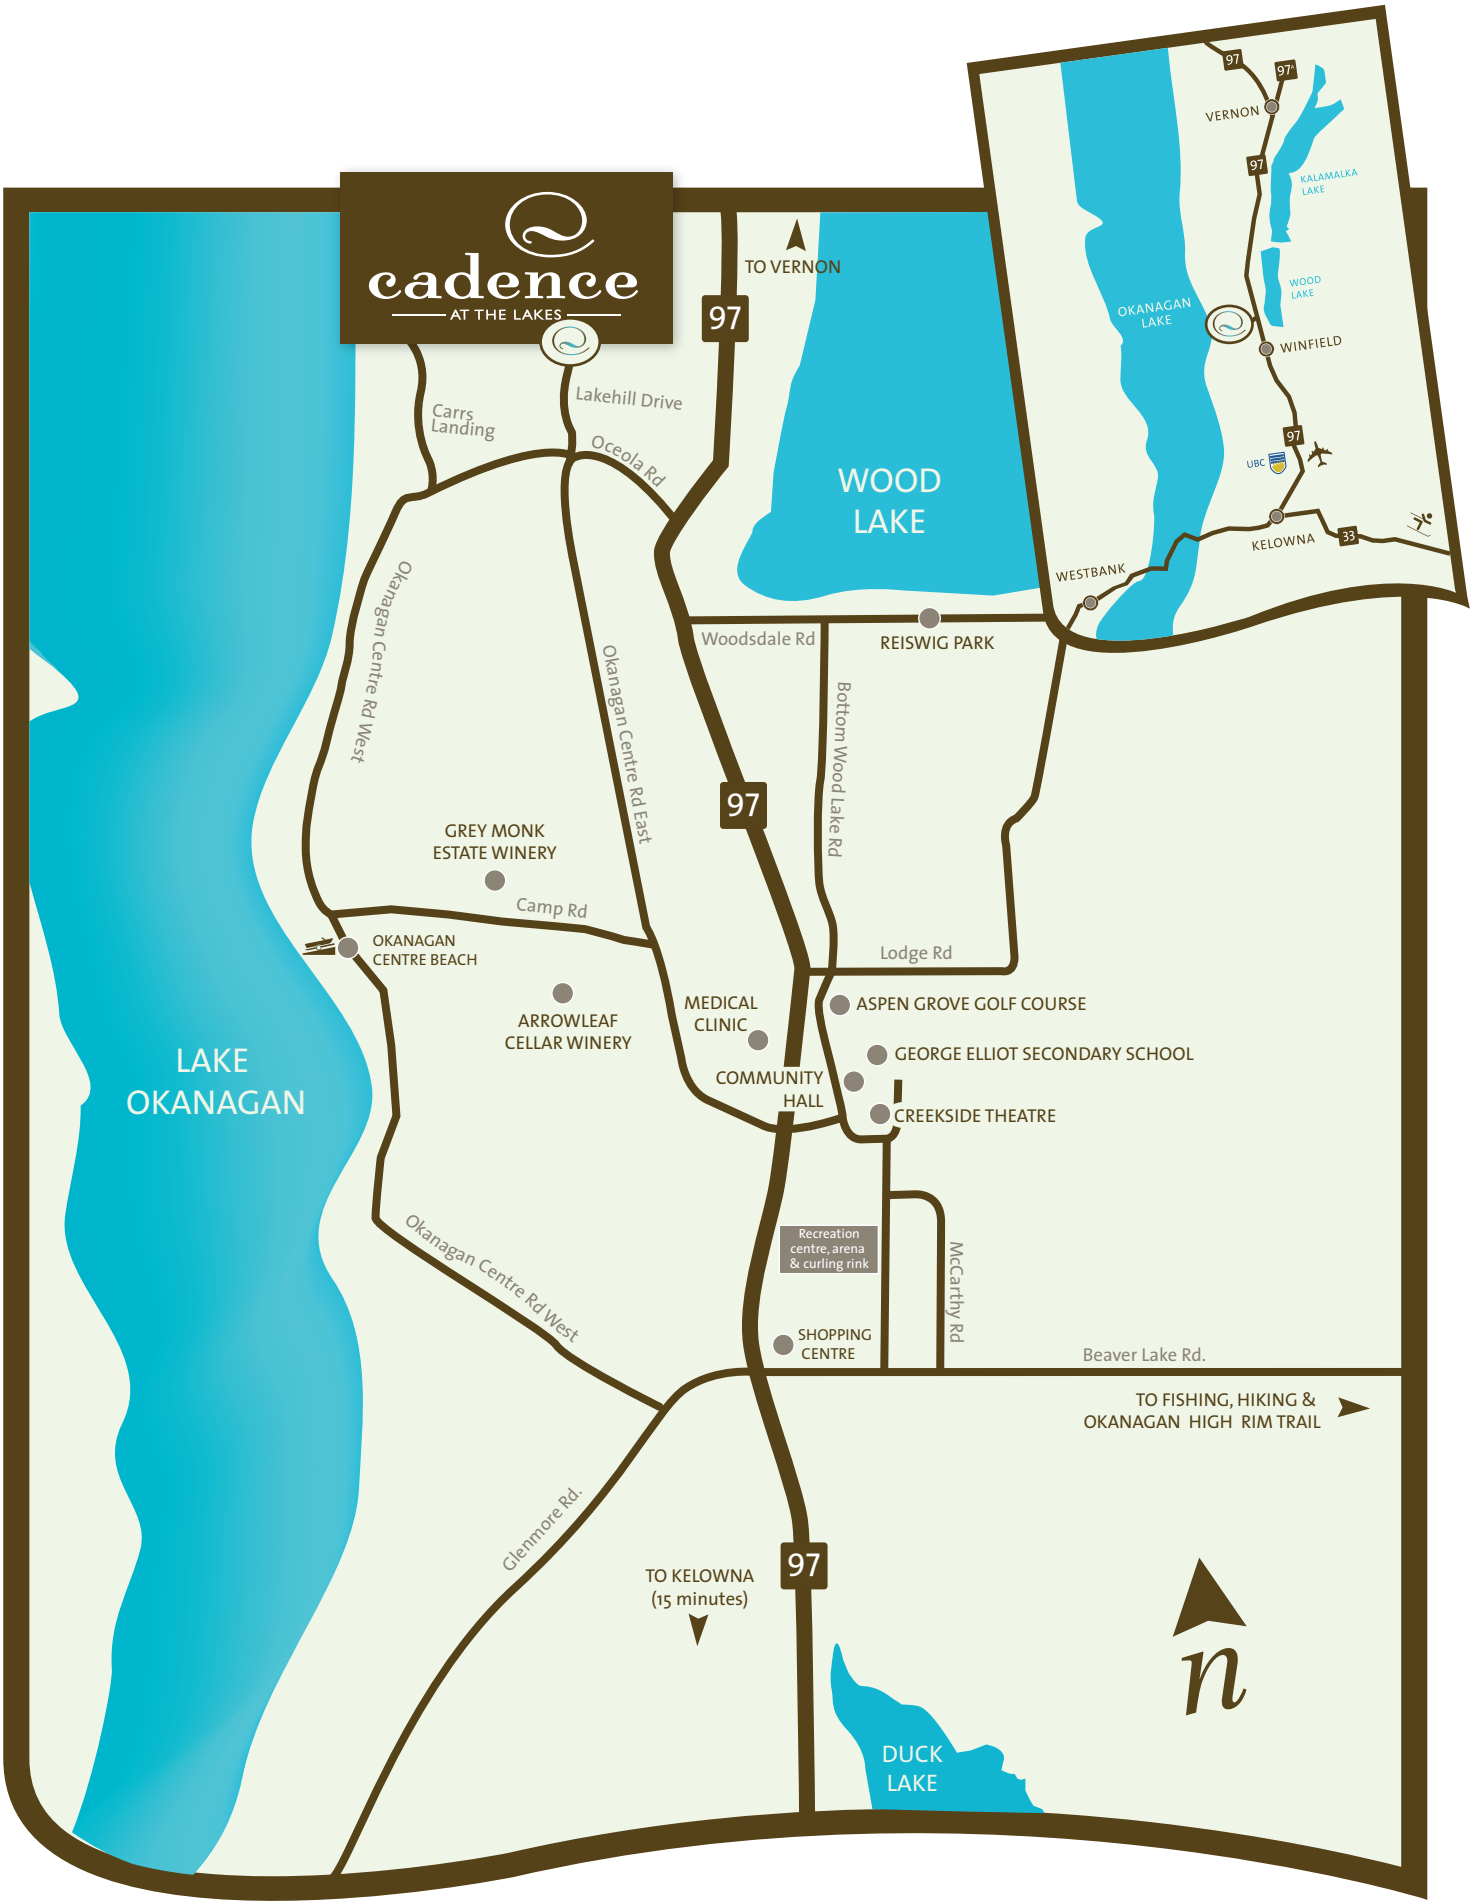 97
97ᴬ
VERNON
97
KALAMALKA
LAKE
WOOD
LAKE
OKANAGAN
LAKE
WINFIELD
97
UBC
KELOWNA
33
WESTBANK
cadence
AT THE LAKES
TO VERNON
97
Lakehill Drive
Carrs
Landing
Oceola Rd
WOOD
LAKE
Okanagan Centre Rd West
Woodsdale Rd
REISWIG PARK
Okanagan Centre Rd East
Bottom Wood Lake Rd
97
GREY MONK
ESTATE WINERY
Camp Rd
OKANAGAN
CENTRE BEACH
Lodge Rd
ARROWLEAF
CELLAR WINERY
MEDICAL
CLINIC
ASPEN GROVE GOLF COURSE
GEORGE ELLIOT SECONDARY SCHOOL
COMMUNITY
HALL
CREEKSIDE THEATRE
LAKE
OKANAGAN
Okanagan Centre Rd West
Recreation
centre, arena
& curling rink
McCarthy Rd
SHOPPING
CENTRE
Beaver Lake Rd.
TO FISHING, HIKING &
OKANAGAN HIGH RIM TRAIL
Glenmore Rd.
TO KELOWNA
(15 minutes)
97
n
DUCK
LAKE